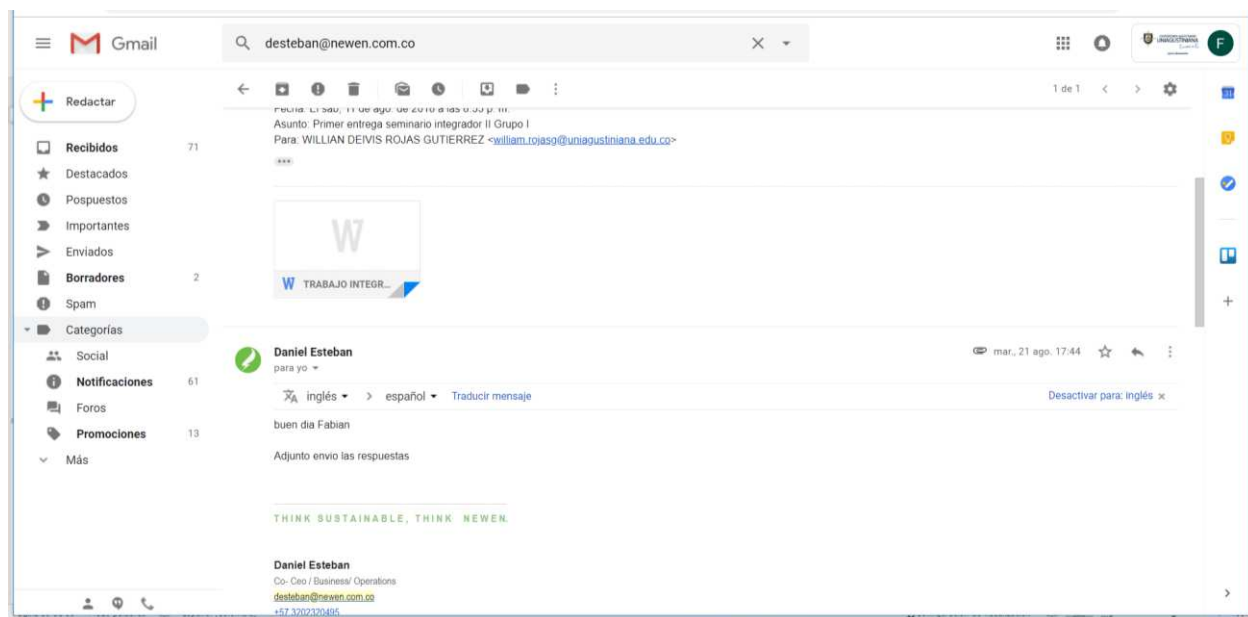 Gmail
desteban@newen.com.co
UNIAGUSTINIANA
F
Redactar
1 de 1
Recibidos 71
Destacados
Pospuestos
Importantes
Enviados
Borradores 2
Spam
Categorías
Social
Notificaciones 61
Foros
Promociones 13
Más
Asunto: Primer entrega seminario integrador II Grupo I
Para: WILLIAN DEIVIS ROJAS GUTIERREZ <william.rojasg@uniagustiniana.edu.co>
W
W TRABAJO INTEGR...
Daniel Esteban
mar., 21 ago. 17:44
para yo
inglés > español Traducir mensaje
Desactivar para: inglés x
buen dia Fabian
Adjunto envio las respuestas
THINK SUSTAINABLE, THINK NEWEN.
Daniel Esteban
Co- Ceo / Business/ Operations
desteban@newen.com.co
+57 3202320495
31